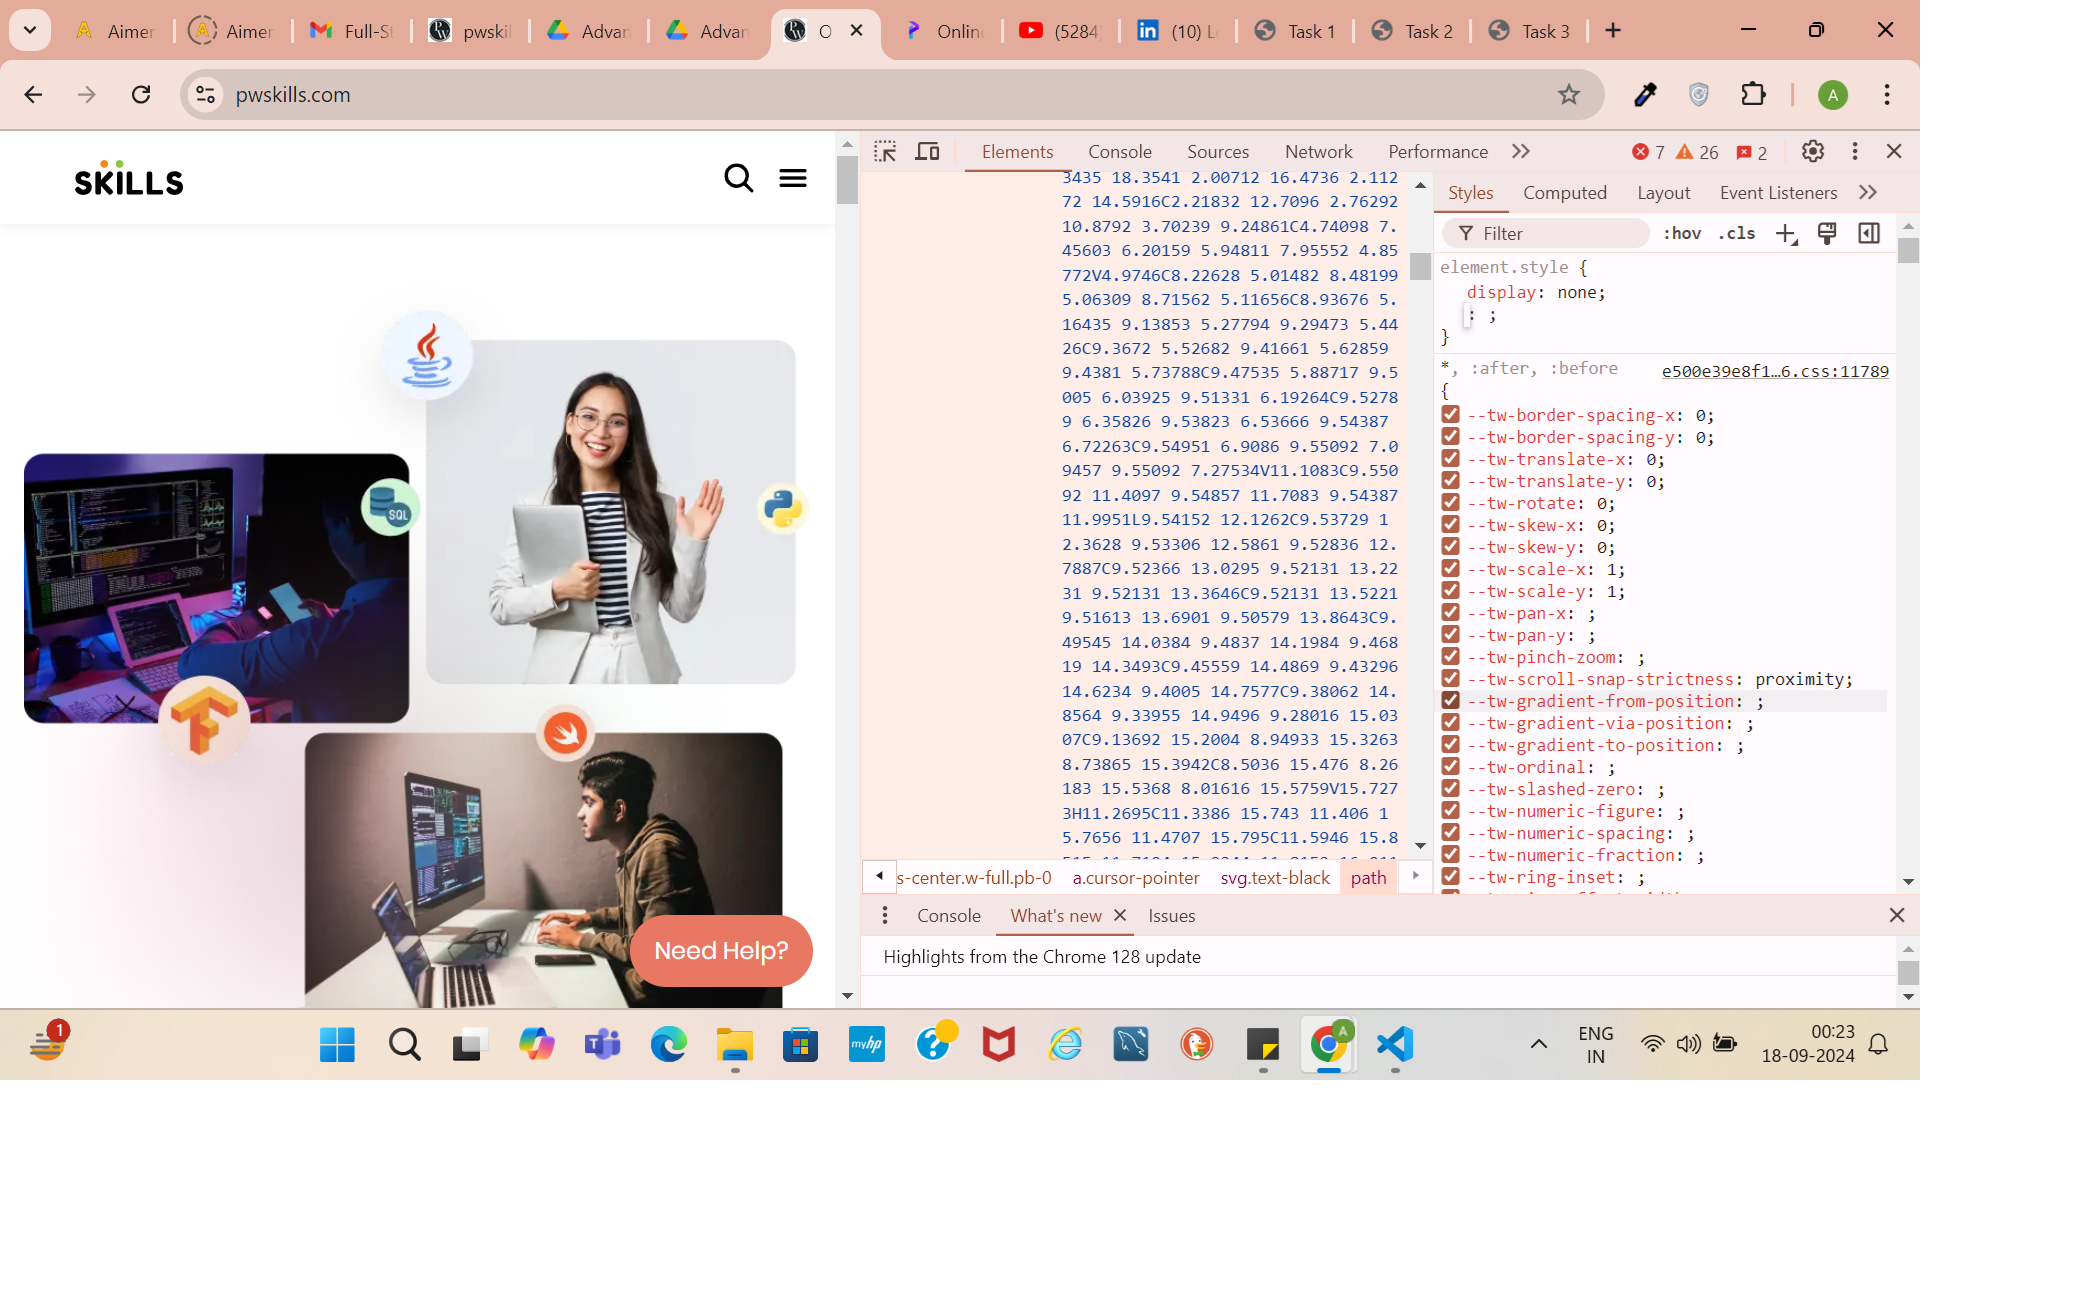 Aimer
Aimer
Full-St
pwskil
Advan
Advan
O
Online
(5284
(10) L
Task 1
Task 2
Task 3
pwskills.com
A
SKILLS
SQL
Need Help?
Elements
Console
Sources
Network
Performance
7
26
2
3435 18.3541 2.00712 16.4736 2.112
72 14.5916C2.21832 12.7096 2.76292
10.8792 3.70239 9.24861C4.74098 7.
45603 6.20159 5.94811 7.95552 4.85
772V4.9746C8.22628 5.01482 8.48199
5.06309 8.71562 5.11656C8.93676 5.
16435 9.13853 5.27794 9.29473 5.44
26C9.3672 5.52682 9.41661 5.62859
9.4381 5.73788C9.47535 5.88717 9.5
005 6.03925 9.51331 6.19264C9.5278
9 6.35826 9.53823 6.53666 9.54387
6.72263C9.54951 6.9086 9.55092 7.0
9457 9.55092 7.27534V11.1083C9.550
92 11.4097 9.54857 11.7083 9.54387
11.9951L9.54152 12.1262C9.53729 1
2.3628 9.53306 12.5861 9.52836 12.
7887C9.52366 13.0295 9.52131 13.22
31 9.52131 13.3646C9.52131 13.5221
9.51613 13.6901 9.50579 13.8643C9.
49545 14.0384 9.4837 14.1984 9.468
19 14.3493C9.45559 14.4869 9.43296
14.6234 9.4005 14.7577C9.38062 14.
8564 9.33955 14.9496 9.28016 15.03
07C9.13692 15.2004 8.94933 15.3263
8.73865 15.3942C8.5036 15.476 8.26
183 15.5368 8.01616 15.5759V15.727
3H11.2695C11.3386 15.743 11.406 1
5.7656 11.4707 15.795C11.5946 15.8
s-center.w-full.pb-0
a.cursor-pointer
svg.text-black
path
Styles
Computed
Layout
Event Listeners
Filter
:hov
.cls
element.style {
display: none;
: ;
}
*, :after, :before
e500e39e8f1…6.css:11789
{
--tw-border-spacing-x: 0;
--tw-border-spacing-y: 0;
--tw-translate-x: 0;
--tw-translate-y: 0;
--tw-rotate: 0;
--tw-skew-x: 0;
--tw-skew-y: 0;
--tw-scale-x: 1;
--tw-scale-y: 1;
--tw-pan-x: ;
--tw-pan-y: ;
--tw-pinch-zoom: ;
--tw-scroll-snap-strictness: proximity;
--tw-gradient-from-position: ;
--tw-gradient-via-position: ;
--tw-gradient-to-position: ;
--tw-ordinal: ;
--tw-slashed-zero: ;
--tw-numeric-figure: ;
--tw-numeric-spacing: ;
--tw-numeric-fraction: ;
--tw-ring-inset: ;
Console
What's new
Issues
Highlights from the Chrome 128 update
1
myhp
A
ENG
IN
00:23
18-09-2024